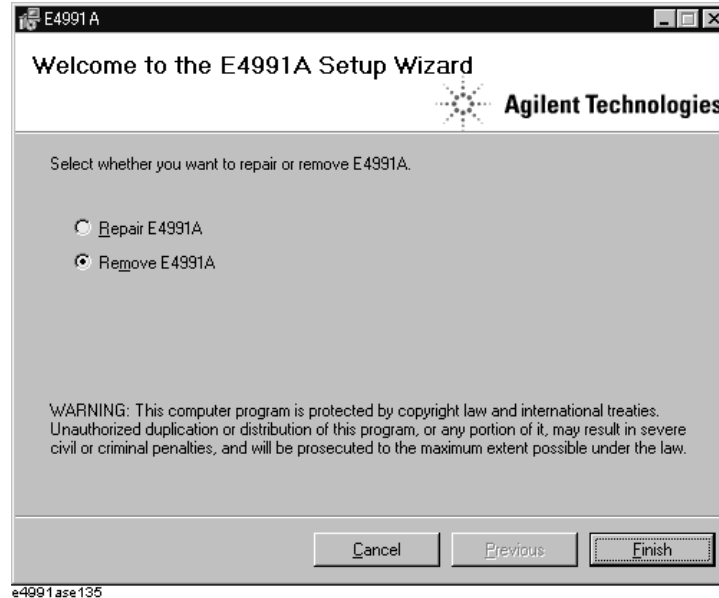 E4991A
Welcome to the E4991A Setup Wizard
Agilent Technologies
Select whether you want to repair or remove E4991A.
Repair E4991A
Remove E4991A
WARNING: This computer program is protected by copyright law and international treaties.
Unauthorized duplication or distribution of this program, or any portion of it, may result in severe
civil or criminal penalties, and will be prosecuted to the maximum extent possible under the law.
Cancel Previous Finish
e4991ase135